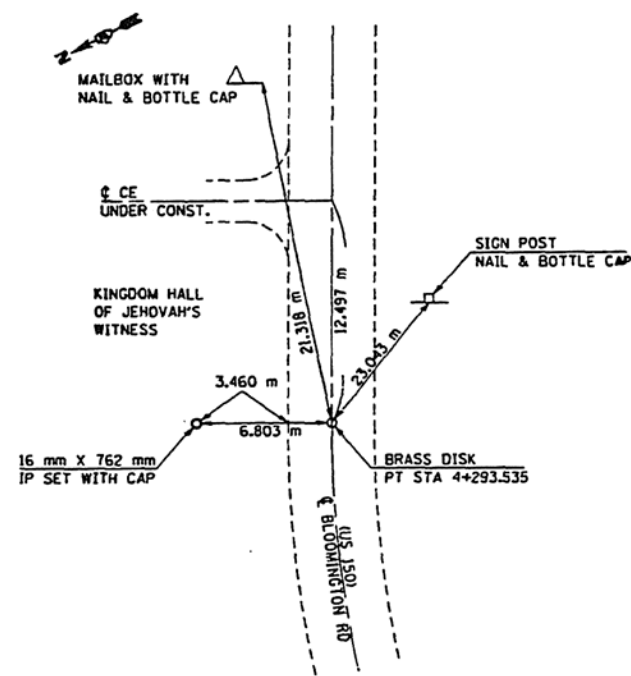 N
MAILBOX WITH
NAIL & BOTTLE CAP
℄ CE
UNDER CONST.
SIGN POST
NAIL & BOTTLE CAP
KINGDOM HALL
OF JEHOVAH'S
WITNESS
21.318 m
12.497 m
23.043 m
3.460 m
6.803 m
16 mm X 762 mm
IP SET WITH CAP
BRASS DISK
PT STA 4+293.535
(US 150)
℄ BLOOMINGTON RD